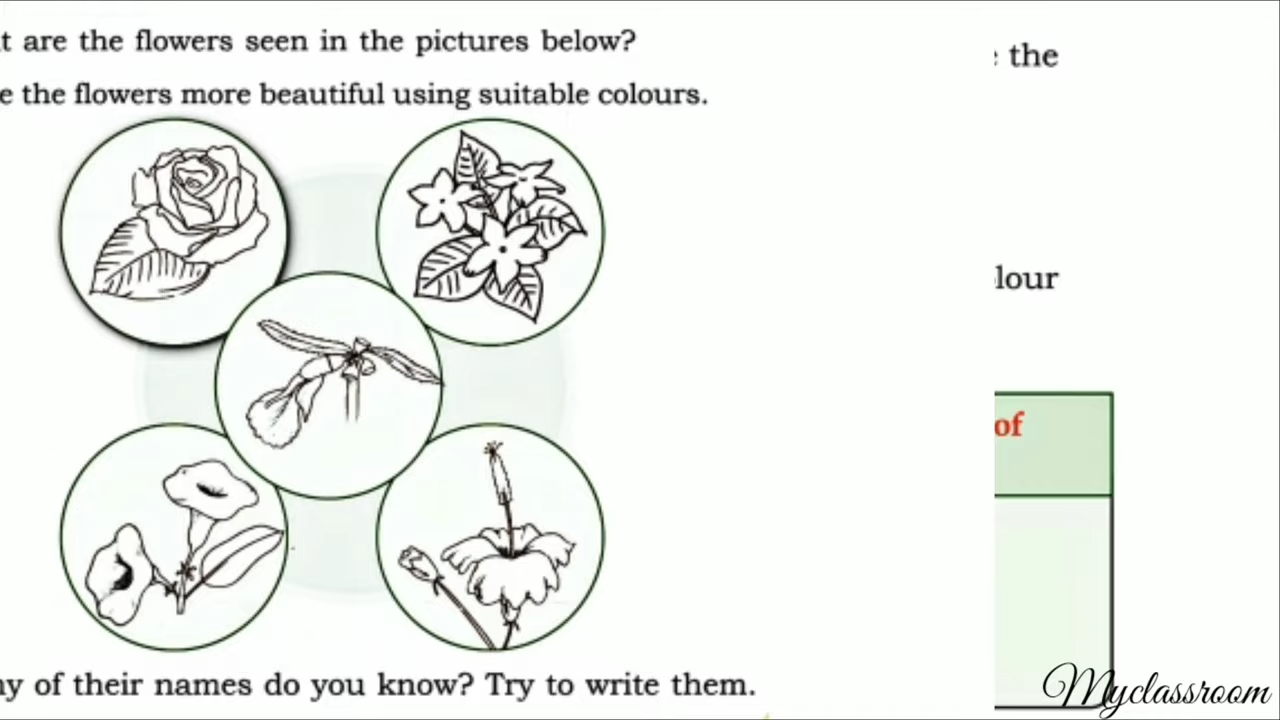 t are the flowers seen in the pictures below?
e the flowers more beautiful using suitable colours.
ny of their names do you know? Try to write them.
the
lour
of
Myclassroom